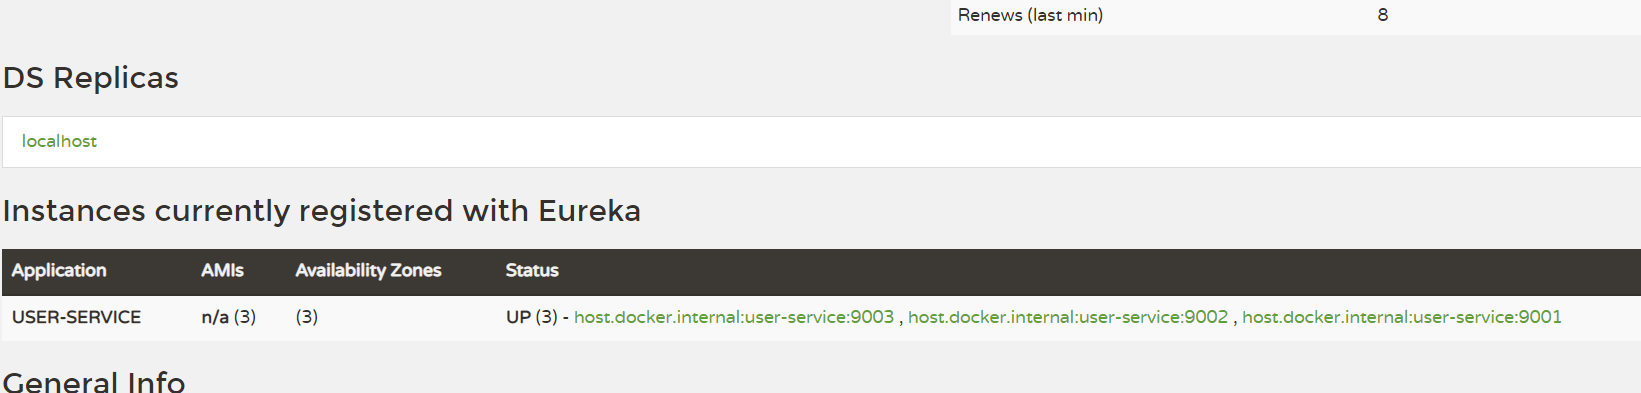 Renews (last min) 8
DS Replicas
localhost
Instances currently registered with Eureka
Application AMIs Availability Zones Status
USER-SERVICE n/a (3) (3) UP (3) - host.docker.internal:user-service:9003 , host.docker.internal:user-service:9002 , host.docker.internal:user-service:9001
General Info